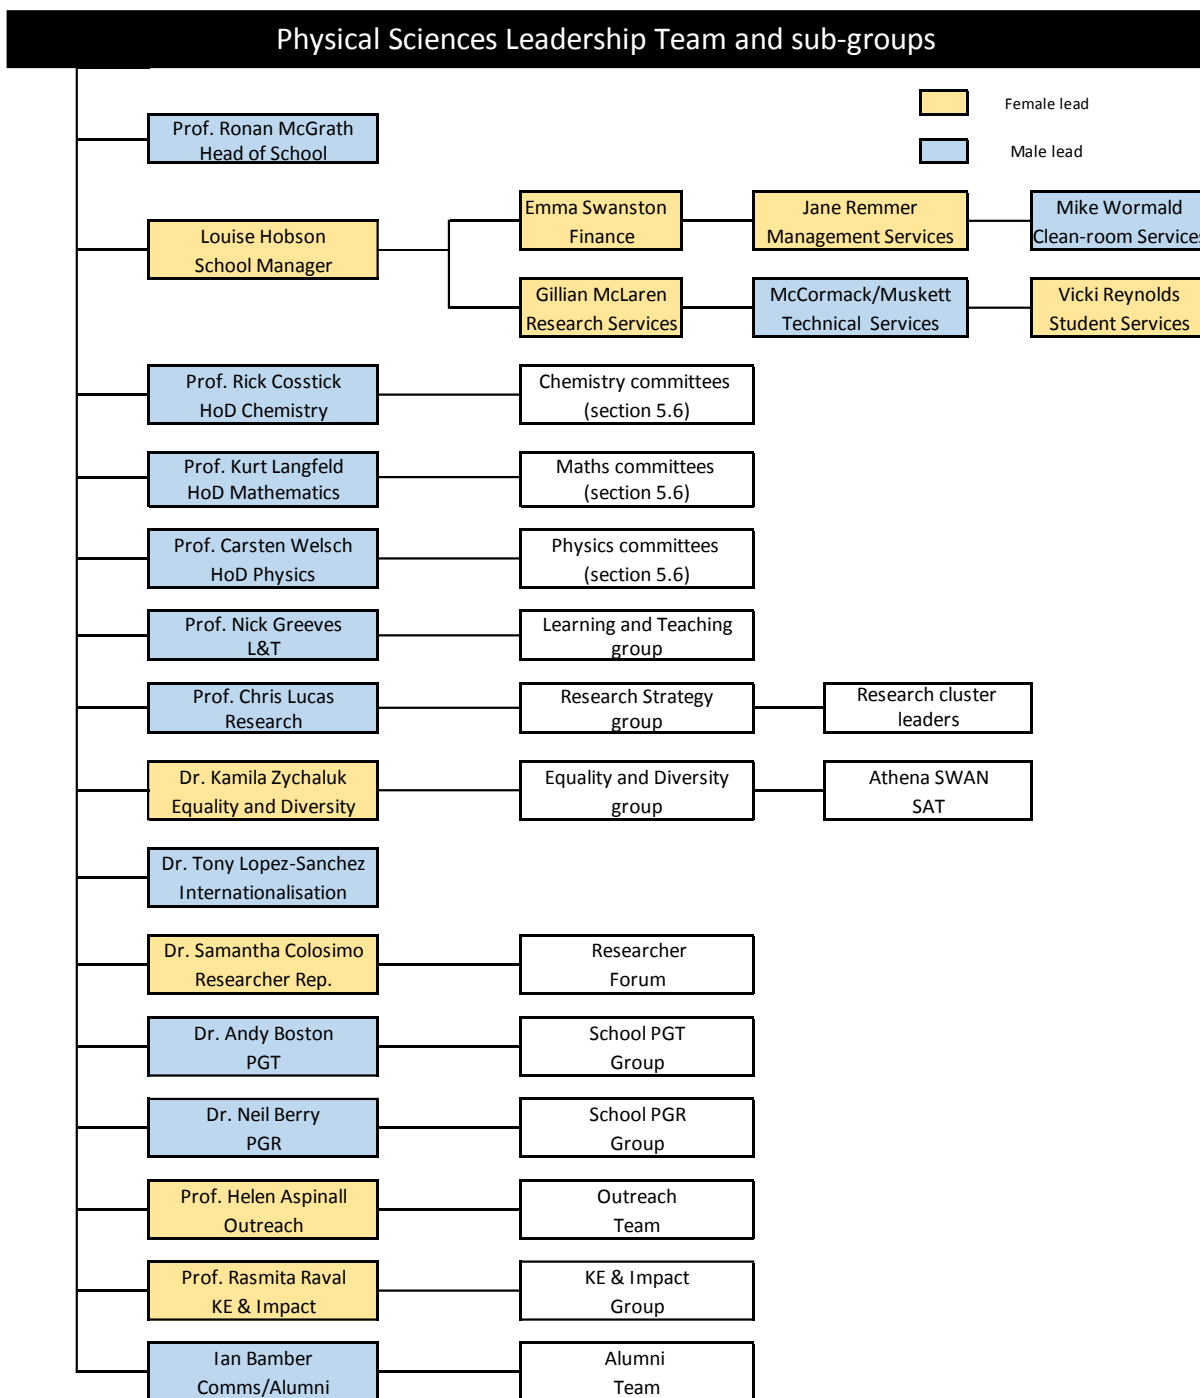 Physical Sciences Leadership Team and sub-groups
Female lead
Male lead
Prof. Ronan McGrath
Head of School
Louise Hobson
School Manager
Emma Swanston
Finance
Jane Remmer
Management Services
Mike Wormald
Clean-room Services
Gillian McLaren
Research Services
McCormack/Muskett
Technical Services
Vicki Reynolds
Student Services
Prof. Rick Cosstick
HoD Chemistry
Chemistry committees
(section 5.6)
Prof. Kurt Langfeld
HoD Mathematics
Maths committees
(section 5.6)
Prof. Carsten Welsch
HoD Physics
Physics committees
(section 5.6)
Prof. Nick Greeves
L&T
Learning and Teaching
group
Prof. Chris Lucas
Research
Research Strategy
group
Research cluster
leaders
Dr. Kamila Zychaluk
Equality and Diversity
Equality and Diversity
group
Athena SWAN
SAT
Dr. Tony Lopez-Sanchez
Internationalisation
Dr. Samantha Colosimo
Researcher Rep.
Researcher
Forum
Dr. Andy Boston
PGT
School PGT
Group
Dr. Neil Berry
PGR
School PGR
Group
Prof. Helen Aspinall
Outreach
Outreach
Team
Prof. Rasmita Raval
KE & Impact
KE & Impact
Group
Ian Bamber
Comms/Alumni
Alumni
Team